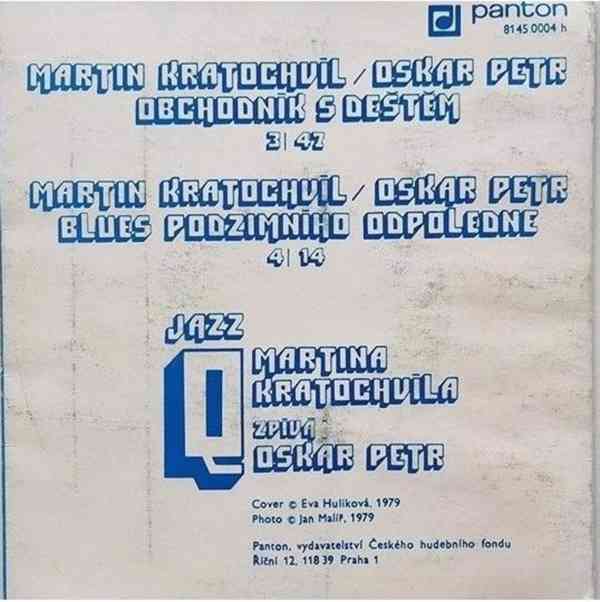 panton
8145 0004 h
MARTIN KRATOCHVÍL / OSKAR PETR
OBCHODNÍK S DEŠTĚM
3| 47
MARTIN KRATOCHVÍL / OSKAR PETR
BLUES PODZIMNÍHO ODPOLEDNE
4| 14
JAZZ
Q
MARTINA
KRATOCHVÍLA
ZPÍVÁ
OSKAR PETR
Cover © Eva Hulíková, 1979
Photo © Jan Malíř, 1979
Panton, vydavatelství Českého hudebního fondu
Říční 12, 118 39 Praha 1